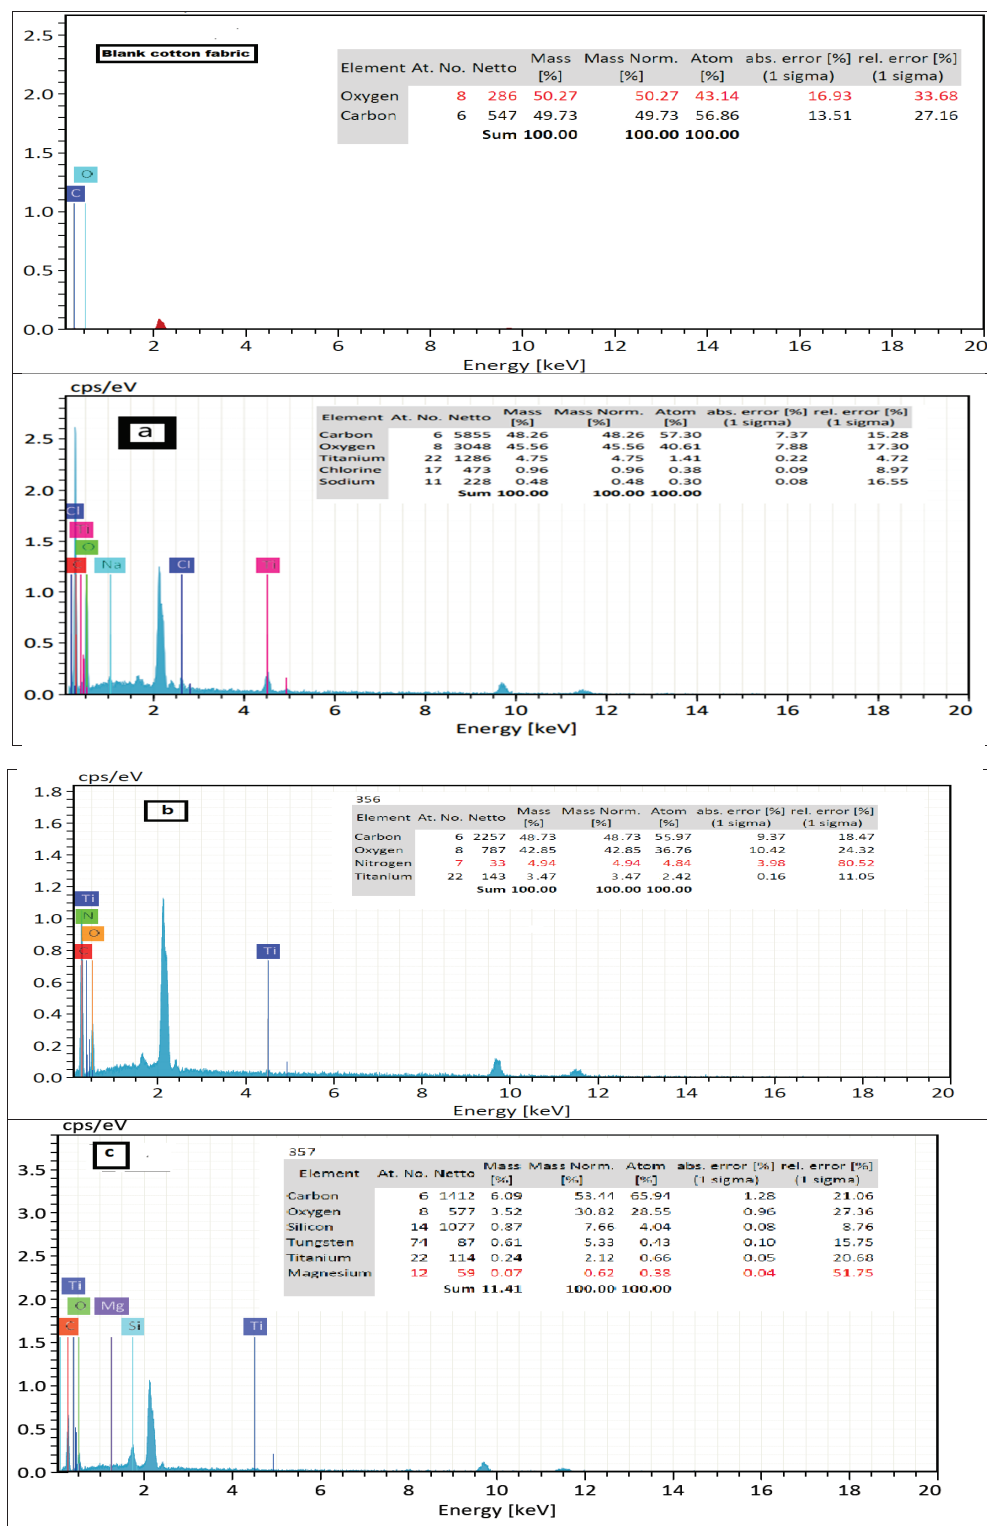 Blank cotton fabric
Element At. No. Netto Mass [%] Mass Norm. [%] Atom [%] abs. error [%] (1 sigma) rel. error [%] (1 sigma)
Oxygen 8 286 50.27 50.27 43.14 16.93 33.68
Carbon 6 547 49.73 49.73 56.86 13.51 27.16
Sum 100.00 100.00 100.00
2.5
2.0
1.5
1.0
0.5
0.0
O
C
2 4 6 8 10 12 14 16 18 20
Energy [keV]
cps/eV
a
Element At. No. Netto Mass [%] Mass Norm. [%] Atom [%] abs. error [%] (1 sigma) rel. error [%] (1 sigma)
Carbon 6 5855 48.26 48.26 57.30 7.37 15.28
Oxygen 8 3048 45.56 45.56 40.61 7.88 17.30
Titanium 22 1286 4.75 4.75 1.41 0.22 4.72
Chlorine 17 473 0.96 0.96 0.38 0.09 8.97
Sodium 11 228 0.48 0.48 0.30 0.08 16.55
Sum 100.00 100.00 100.00
2.5
2.0
1.5
1.0
0.5
0.0
Cl
Ti
O
C Na Cl Ti
2 4 6 8 10 12 14 16 18 20
Energy [keV]
cps/eV
b
356
Element At. No. Netto Mass [%] Mass Norm. [%] Atom [%] abs. error [%] (1 sigma) rel. error [%] (1 sigma)
Carbon 6 2257 48.73 48.73 55.97 9.37 18.47
Oxygen 8 787 42.85 42.85 36.76 10.42 24.32
Nitrogen 7 33 4.94 4.94 4.84 3.98 80.52
Titanium 22 143 3.47 3.47 2.42 0.16 11.05
Sum 100.00 100.00 100.00
1.8
1.6
1.4
1.2
1.0
0.8
0.6
0.4
0.2
0.0
Ti
N
O
C Ti
2 4 6 8 10 12 14 16 18 20
Energy [keV]
cps/eV
c
357
Element At. No. Netto Mass [%] Mass Norm. [%] Atom [%] abs. error [%] (1 sigma) rel. error [%] (1 sigma)
Carbon 6 1412 6.09 53.44 65.94 1.28 21.06
Oxygen 8 577 3.52 30.82 28.55 0.96 27.36
Silicon 14 1077 0.87 7.66 4.04 0.08 8.76
Tungsten 74 87 0.61 5.33 0.43 0.10 15.75
Titanium 22 114 0.24 2.12 0.66 0.05 20.68
Magnesium 12 59 0.07 0.62 0.38 0.04 51.75
Sum 11.41 100.00 100.00
3.5
3.0
2.5
2.0
1.5
1.0
0.5
0.0
Ti
O Mg
C Si Ti
2 4 6 8 10 12 14 16 18 20
Energy [keV]